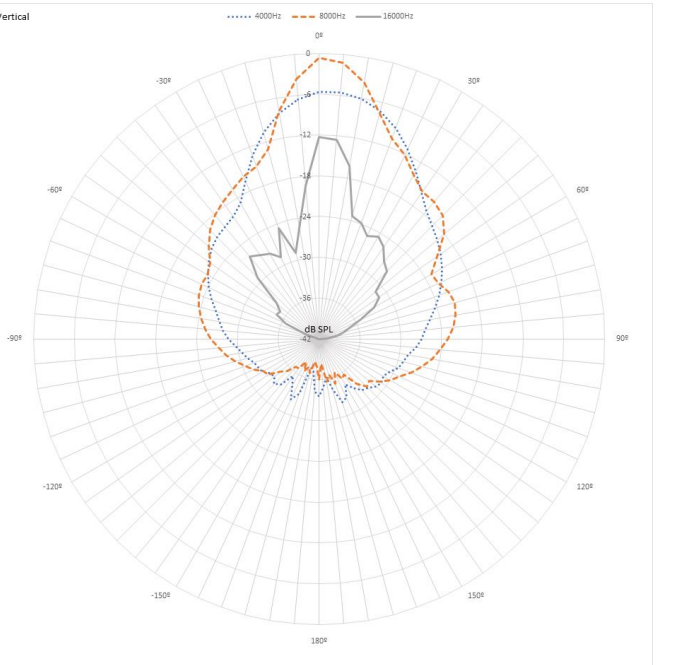 Vertical
4000Hz 8000Hz 16000Hz
0º
0
-30º 30º
-6
-12
-18
-60º 60º
-24
-30
-36
dB SPL
-90º -42 90º
-120º 120º
-150º 150º
180º